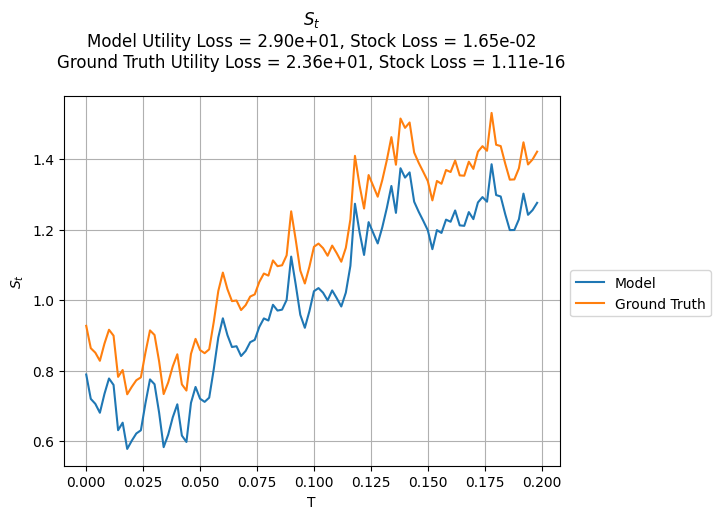 S_t
Model Utility Loss = 2.90e+01, Stock Loss = 1.65e-02
Ground Truth Utility Loss = 2.36e+01, Stock Loss = 1.11e-16
1.4
1.2
1.0
0.8
0.6
S_t
0.000 0.025 0.050 0.075 0.100 0.125 0.150 0.175 0.200
T
Model
Ground Truth